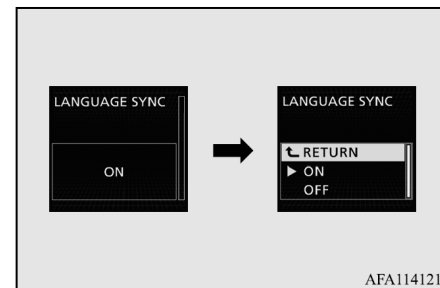 LANGUAGE SYNC
ON
LANGUAGE SYNC
RETURN
ON
OFF
AFA114121